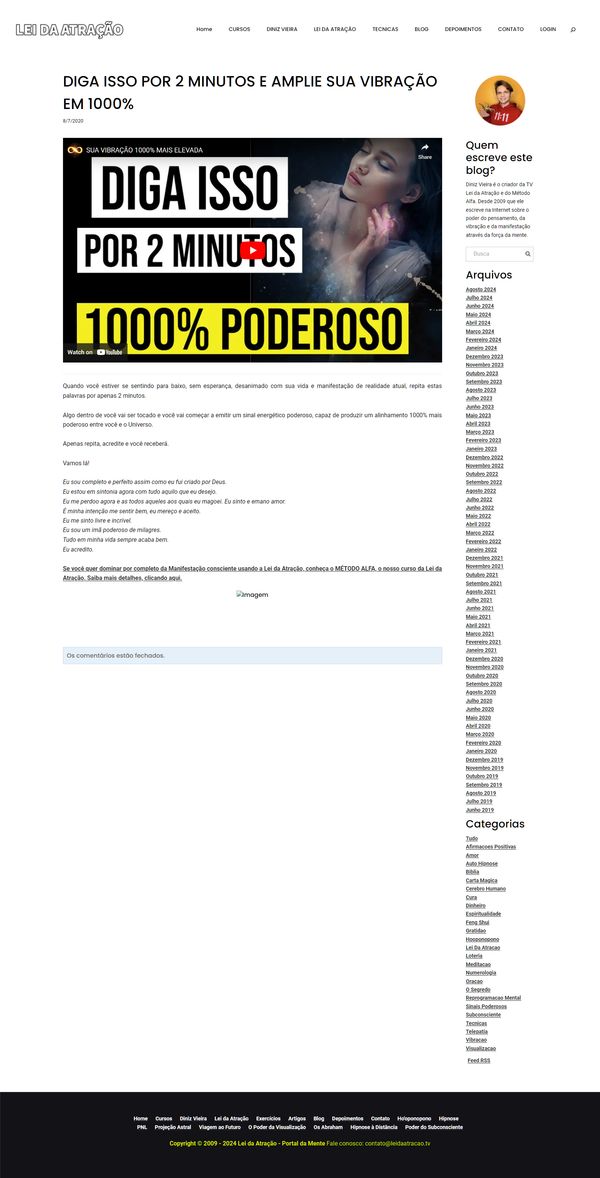 LEI DA ATRAÇÃO
Home CURSOS DINIZ VIEIRA LEI DA ATRAÇÃO TECNICAS BLOG DEPOIMENTOS CONTATO LOGIN
DIGA ISSO POR 2 MINUTOS E AMPLIE SUA VIBRAÇÃO
EM 1000%
8/7/2020
SUA VIBRAÇÃO 1000% MAIS ELEVADA
Share
DIGA ISSO
POR 2 MINUTOS
1000% PODEROSO
Watch on YouTube
Quando você estiver se sentindo para baixo, sem esperança, desanimado com sua vida e manifestação de realidade atual, repita estas
palavras por apenas 2 minutos.
Algo dentro de você vai ser tocado e você vai começar a emitir um sinal energético poderoso, capaz de produzir um alinhamento 1000% mais
poderoso entre você e o Universo.
Apenas repita, acredite e você receberá.
Vamos lá!
Eu sou completo e perfeito assim como eu fui criado por Deus.
Eu estou em sintonia agora com tudo aquilo que eu desejo.
Eu me perdoo agora e as todos aqueles aos quais eu magoei. Eu sinto e emano amor.
É minha intenção me sentir bem, eu mereço e aceito.
Eu me sinto livre e incrível.
Eu sou um imã poderoso de milagres.
Tudo em minha vida sempre acaba bem.
Eu acredito.
Se você quer dominar por completo da Manifestação consciente usando a Lei da Atração, conheça o MÉTODO ALFA, o nosso curso da Lei da
Atração. Saiba mais detalhes, clicando aqui.
Imagem
Os comentários estão fechados.
11:11
Quem
escreve este
blog?
Diniz Vieira é o criador da TV
Lei da Atração e do Método
Alfa. Desde 2009 que ele
escreve na Internet sobre o
poder do pensamento, da
vibração e da manifestação
através da força da mente.
Busca
Arquivos
Agosto 2024
Julho 2024
Junho 2024
Maio 2024
Abril 2024
Março 2024
Fevereiro 2024
Janeiro 2024
Dezembro 2023
Novembro 2023
Outubro 2023
Setembro 2023
Agosto 2023
Julho 2023
Junho 2023
Maio 2023
Abril 2023
Março 2023
Fevereiro 2023
Janeiro 2023
Dezembro 2022
Novembro 2022
Outubro 2022
Setembro 2022
Agosto 2022
Julho 2022
Junho 2022
Maio 2022
Abril 2022
Março 2022
Fevereiro 2022
Janeiro 2022
Dezembro 2021
Novembro 2021
Outubro 2021
Setembro 2021
Agosto 2021
Julho 2021
Junho 2021
Maio 2021
Abril 2021
Março 2021
Fevereiro 2021
Janeiro 2021
Dezembro 2020
Novembro 2020
Outubro 2020
Setembro 2020
Agosto 2020
Julho 2020
Junho 2020
Maio 2020
Abril 2020
Março 2020
Fevereiro 2020
Janeiro 2020
Dezembro 2019
Novembro 2019
Outubro 2019
Setembro 2019
Agosto 2019
Julho 2019
Junho 2019
Categorias
Tudo
Afirmacoes Positivas
Amor
Auto Hipnose
Biblia
Carta Magica
Cerebro Humano
Cura
Dinheiro
Espiritualidade
Feng Shui
Gratidao
Hooponopono
Lei Da Atracao
Loteria
Meditacao
Numerologia
Oracao
O Segredo
Reprogramacao Mental
Sinais Poderosos
Subconsciente
Tecnicas
Telepatia
Vibracao
Visualizacao
Feed RSS
Home Cursos Diniz Vieira Lei da Atração Exercícios Artigos Blog Depoimentos Contato Ho'oponopono Hipnose
PNL Projeção Astral Viagem ao Futuro O Poder da Visualização Os Abraham Hipnose à Distância Poder do Subconsciente
Copyright © 2009 - 2024 Lei da Atração - Portal da Mente Fale conosco: contato@leidaatracao.tv